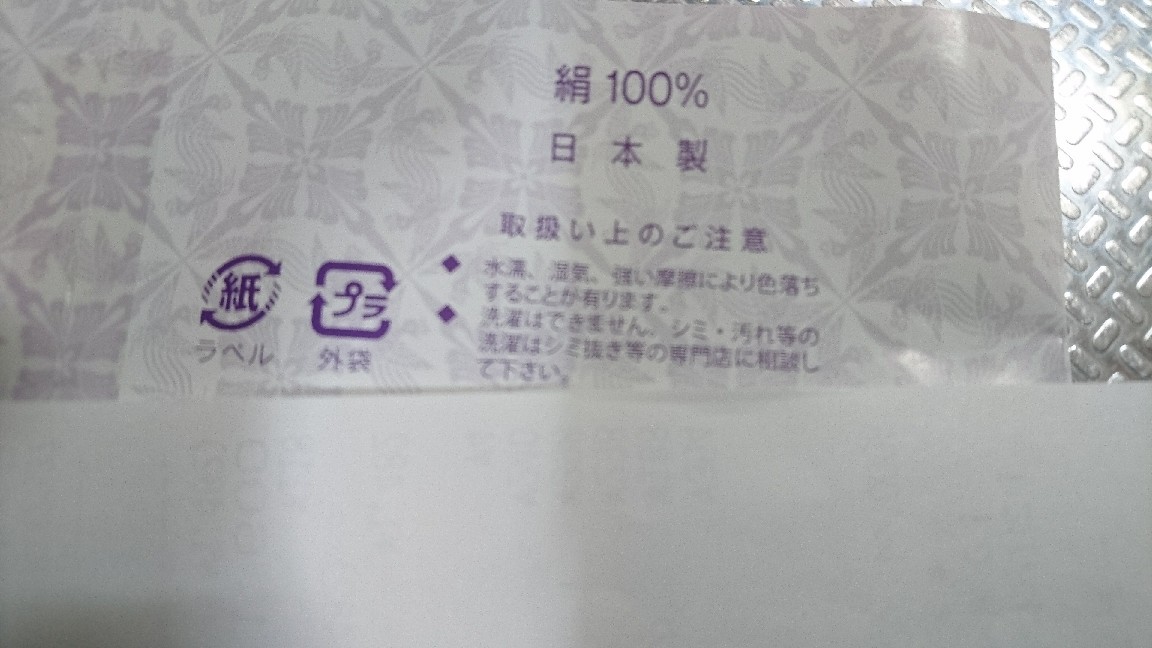 絹 100%
日本製
取扱い上のご注意
◆ 水濡、湿気、強い摩擦により色落ち
することが有ります。
◆ 洗濯はできません。シミ・汚れ等の
洗濯はシミ抜き等の専門店に相談し
て下さい。
紙 プラ
ラベル 外袋